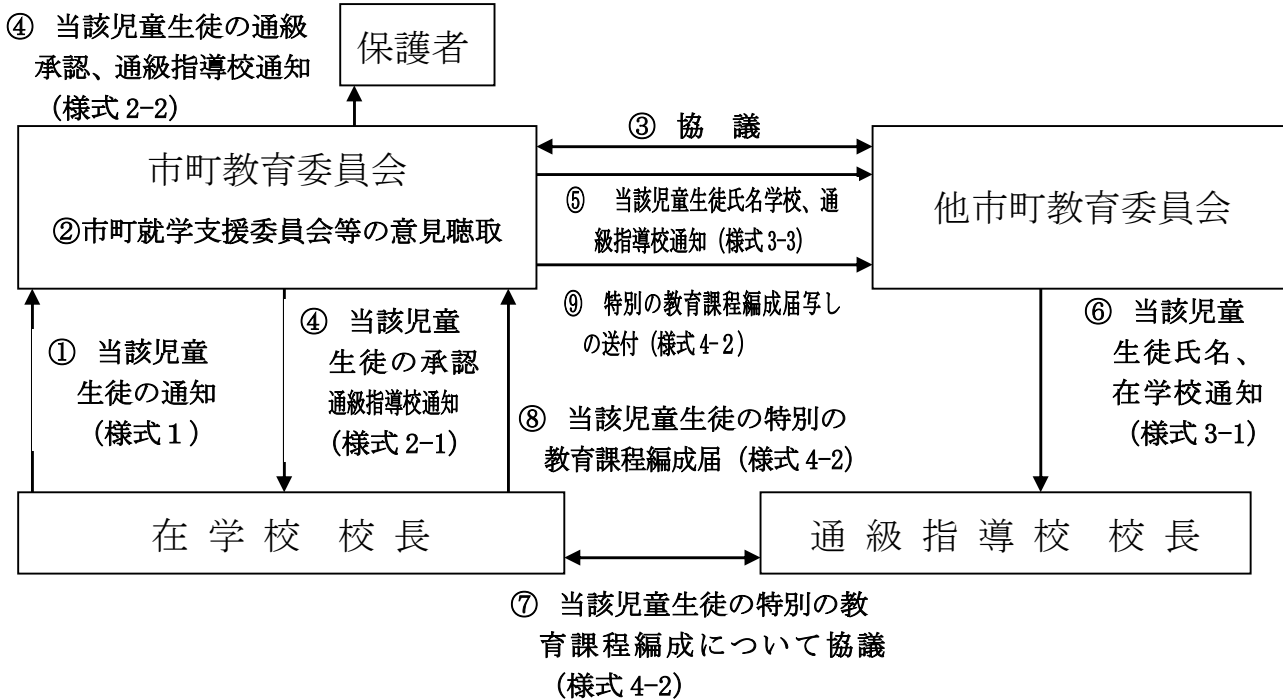 ④ 当該児童生徒の通級
承認、通級指導校通知
(様式 2-2)
保護者
③ 協 議
市町教育委員会
②市町就学支援委員会等の意見聴取
⑤ 当該児童生徒氏名学校、通
級指導校通知 (様式 3-3)
他市町教育委員会
⑨ 特別の教育課程編成届写し
の送付 (様式 4-2)
① 当該児童
生徒の通知
(様式 1)
④ 当該児童
生徒の承認
通級指導校通知
(様式 2-1)
⑧ 当該児童生徒の特別の
教育課程編成届 (様式 4-2)
⑥ 当該児童
生徒氏名、
在学校通知
(様式 3-1)
在 学 校 校 長
通 級 指 導 校 校 長
⑦ 当該児童生徒の特別の教
育課程編成について協議
(様式 4-2)